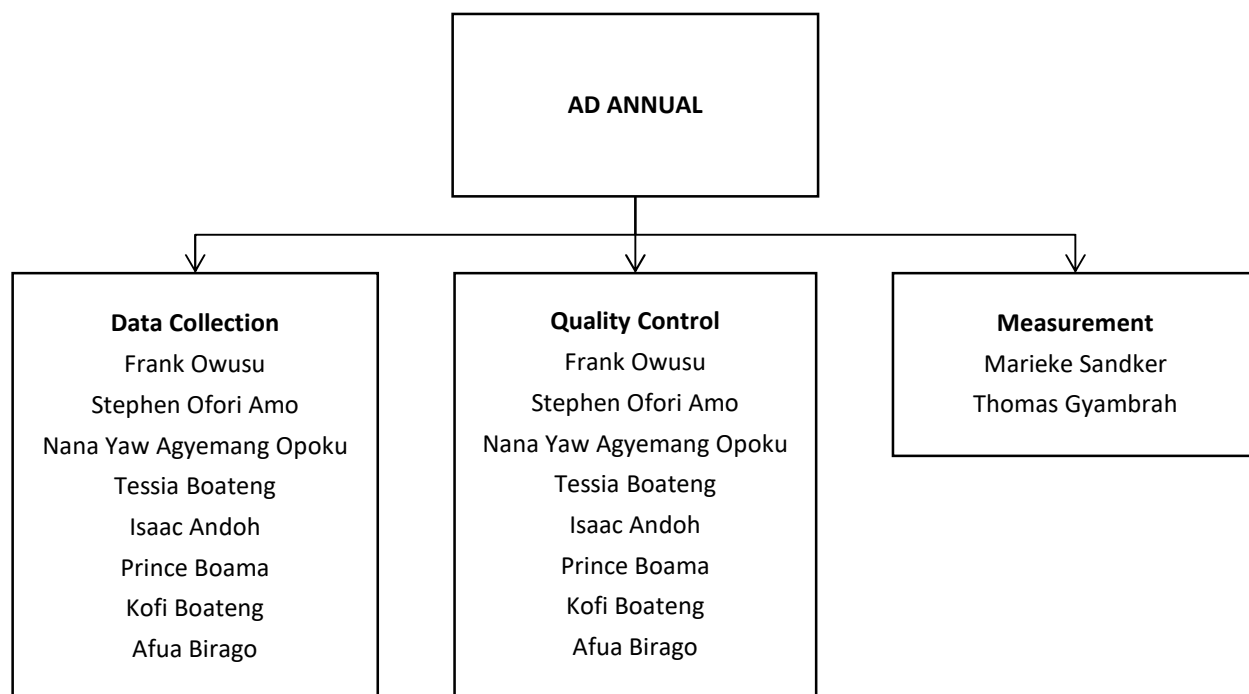 AD ANNUAL
Data Collection
Frank Owusu
Stephen Ofori Amo
Nana Yaw Agyemang Opoku
Tessia Boateng
Isaac Andoh
Prince Boama
Kofi Boateng
Afua Birago
Quality Control
Frank Owusu
Stephen Ofori Amo
Nana Yaw Agyemang Opoku
Tessia Boateng
Isaac Andoh
Prince Boama
Kofi Boateng
Afua Birago
Measurement
Marieke Sandker
Thomas Gyambrah